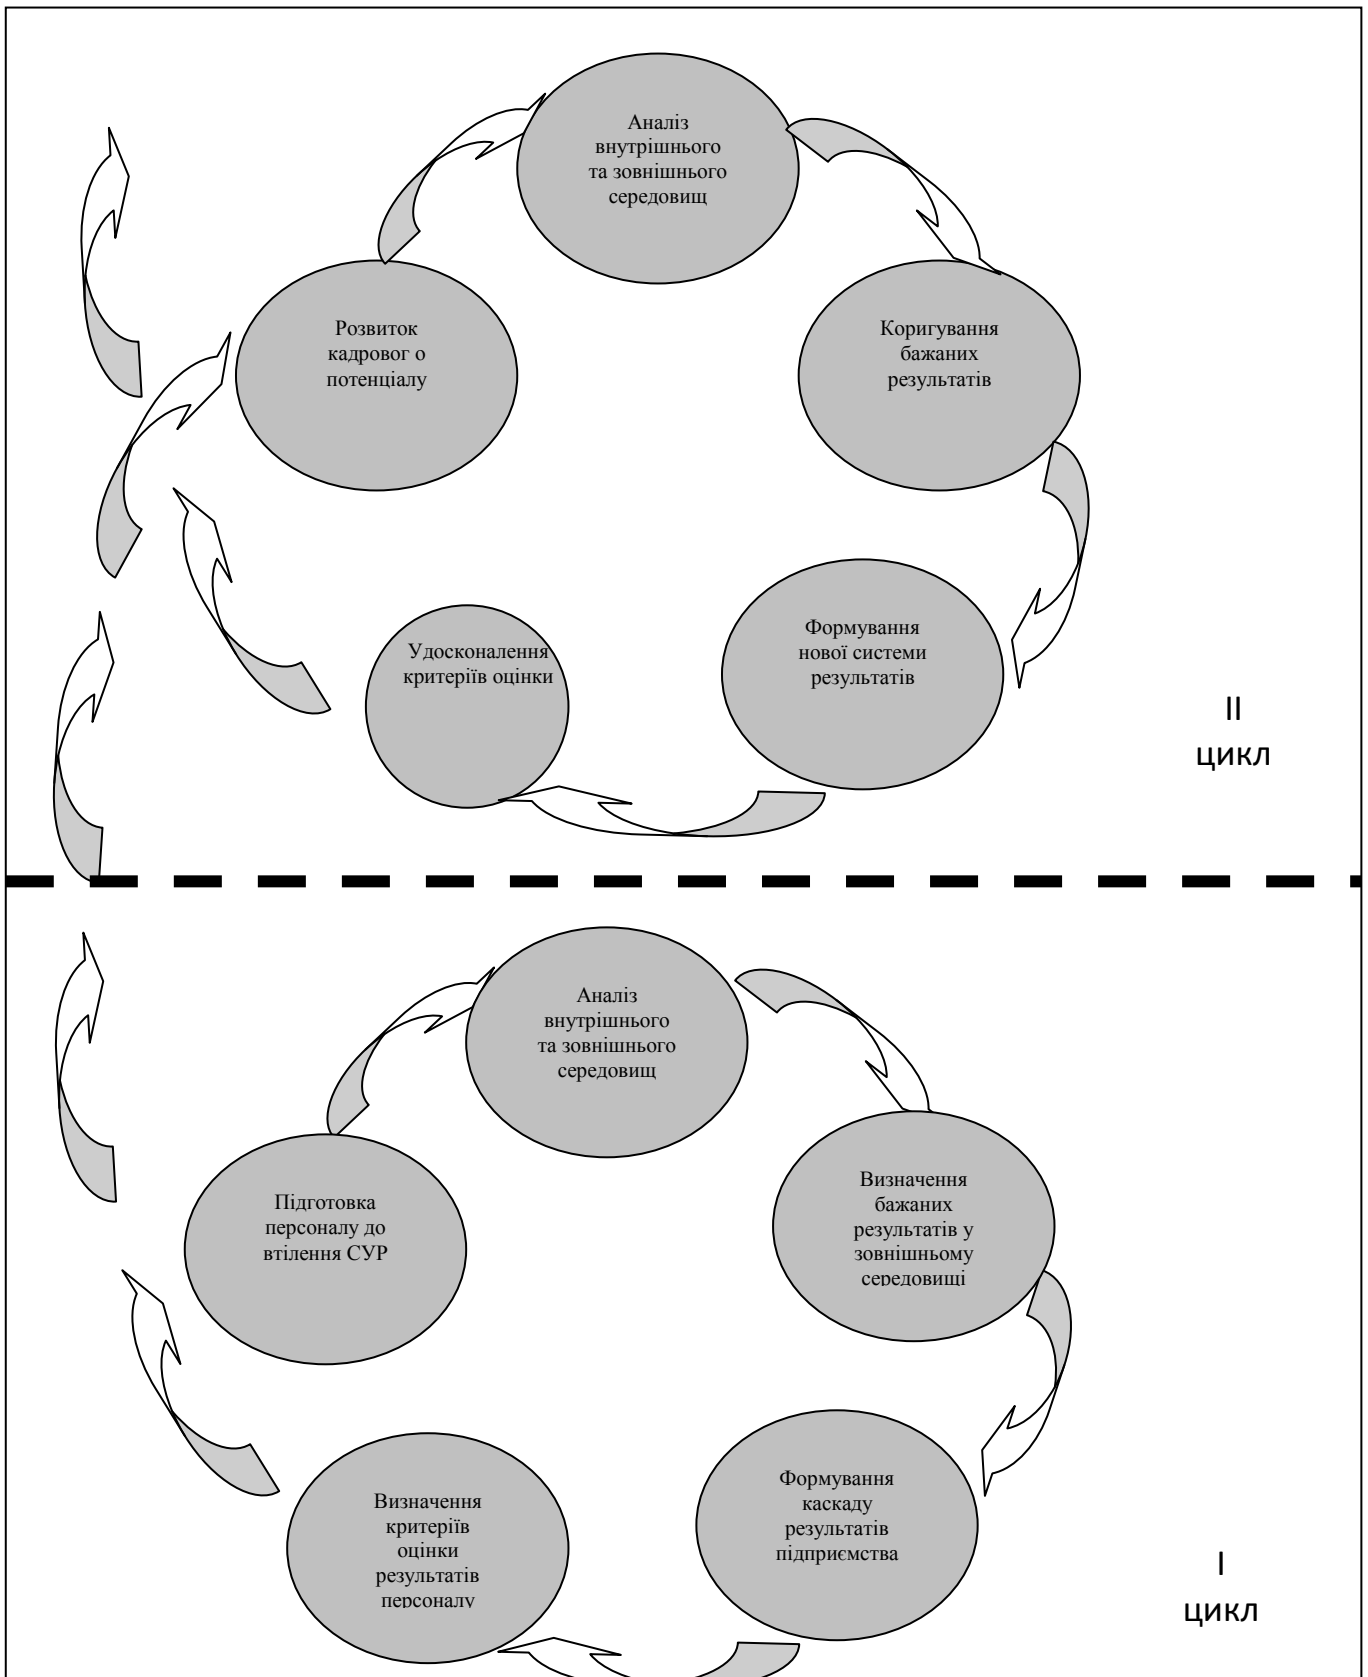 Аналіз
внутрішнього
та зовнішнього
середовищ
Розвиток
кадровог о
потенціалу
Коригування
бажаних
результатів
Удосконалення
критеріїв оцінки
Формування
нової системи
результатів
II
цикл
Аналіз
внутрішнього
та зовнішнього
середовищ
Підготовка
персоналу до
втілення СУР
Визначення
бажаних
результатів у
зовнішньому
середовищі
Визначення
критеріїв
оцінки
результатів
персоналу
Формування
каскаду
результатів
підприємства
I
цикл